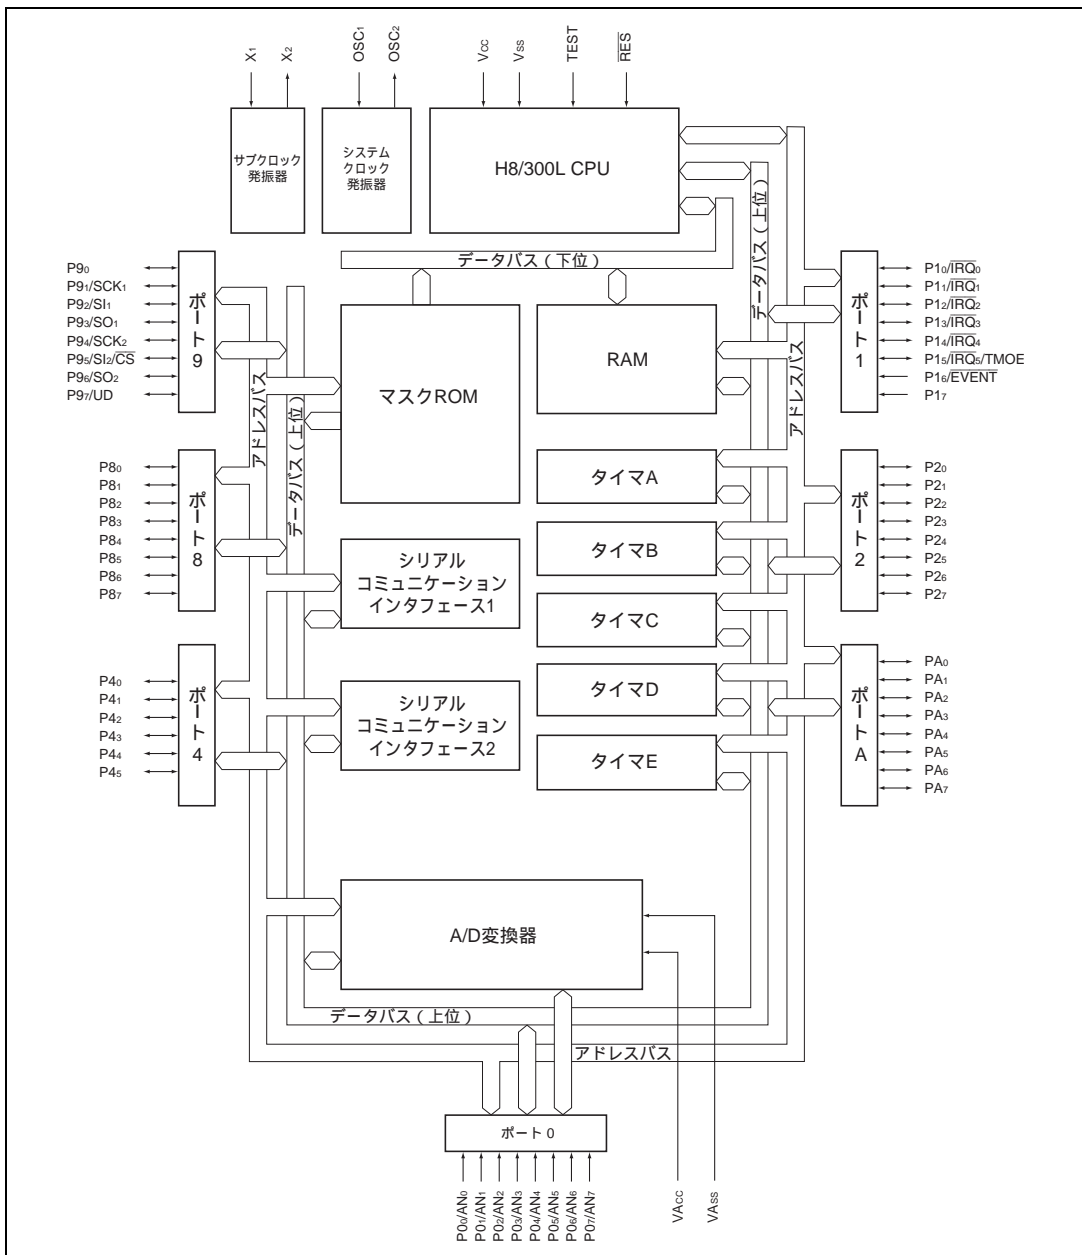 X1
X2
OSC1
OSC2
VCC
VSS
TEST
RES
サブクロック
発振器
システム
クロック
発振器
H8/300L CPU
データバス（下位）
データバス（上位）
アドレスバス
アドレスバス
データバス（上位）
P90
P91/SCK1
P92/SI1
P93/SO1
P94/SCK2
P95/SI2/CS
P96/SO2
P97/UD
ポート9
マスクROM
RAM
ポート1
P10/IRQ0
P11/IRQ1
P12/IRQ2
P13/IRQ3
P14/IRQ4
P15/IRQ5/TMOE
P16/EVENT
P17
P80
P81
P82
P83
P84
P85
P86
P87
ポート8
シリアル
コミュニケーション
インタフェース1
タイマA
タイマB
タイマC
タイマD
タイマE
ポート2
P20
P21
P22
P23
P24
P25
P26
P27
P40
P41
P42
P43
P44
P45
ポート4
シリアル
コミュニケーション
インタフェース2
ポートA
PA0
PA1
PA2
PA3
PA4
PA5
PA6
PA7
A/D変換器
データバス（上位）
アドレスバス
ポート 0
P00/AN0
P01/AN1
P02/AN2
P03/AN3
P04/AN4
P05/AN5
P06/AN6
P07/AN7
VACC
VASS